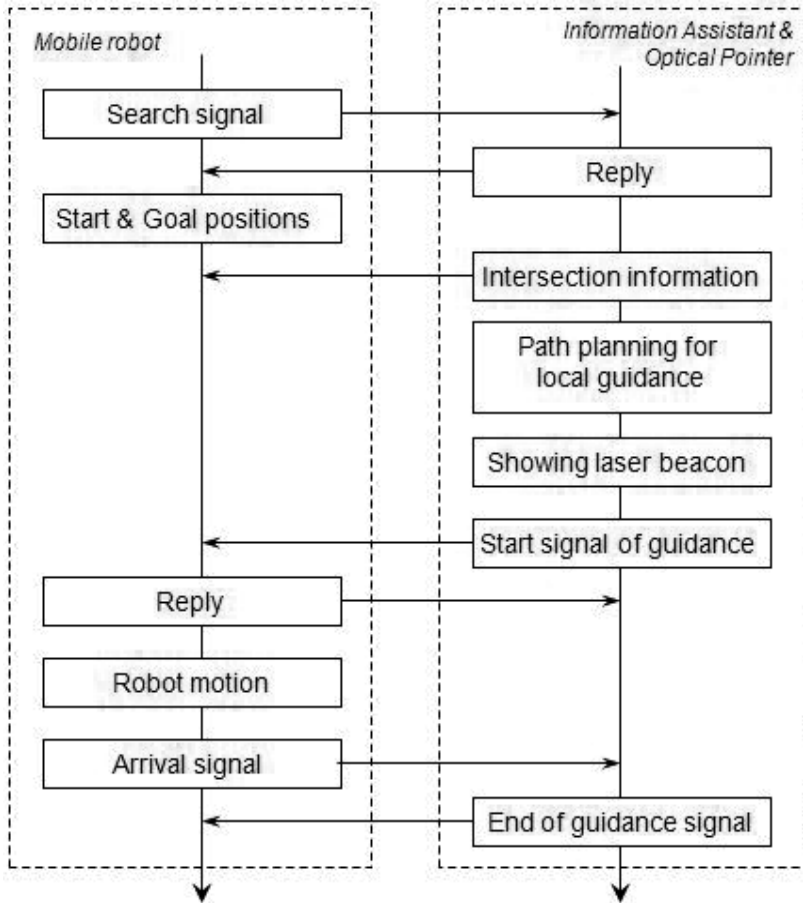 Mobile robot
Information Assistant &
Optical Pointer
Search signal
Reply
Start & Goal positions
Intersection information
Path planning for
local guidance
Showing laser beacon
Start signal of guidance
Reply
Robot motion
Arrival signal
End of guidance signal